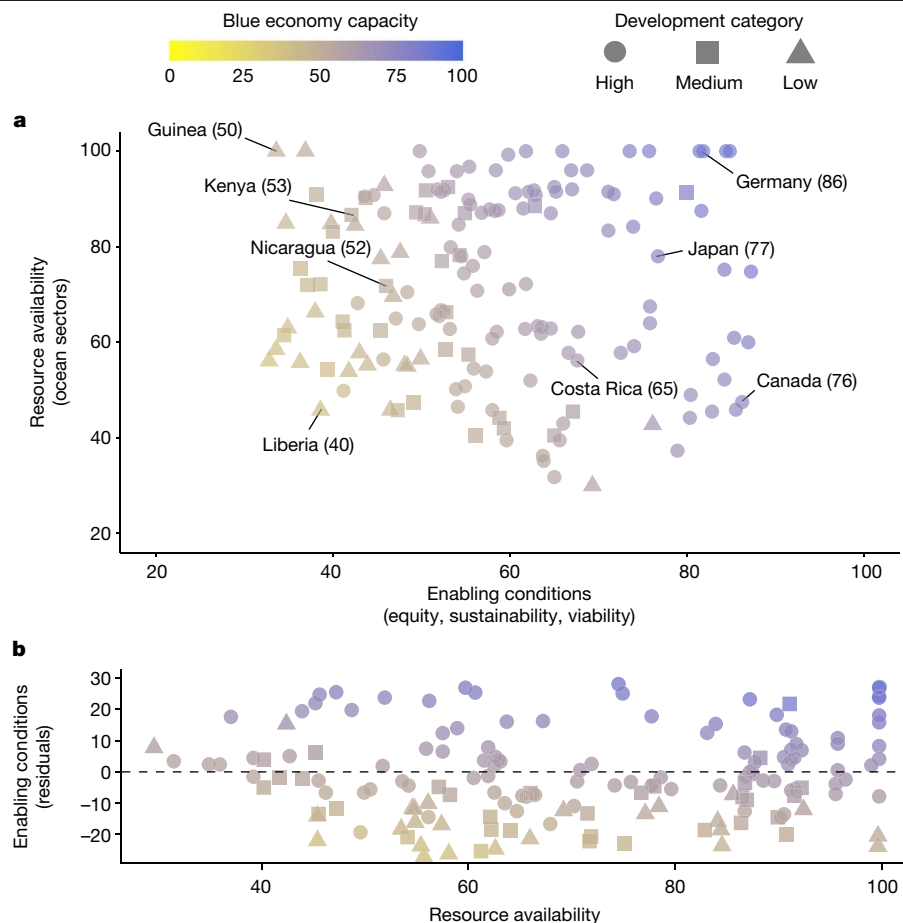 Blue economy capacity
0 25 50 75 100
Development category
High Medium Low
a
Resource availability
(ocean sectors)
100
80
60
40
20
Guinea (50)
Kenya (53)
Nicaragua (52)
Liberia (40)
Germany (86)
Japan (77)
Costa Rica (65)
Canada (76)
20 40 60 80 100
Enabling conditions
(equity, sustainability, viability)
b
Enabling conditions
(residuals)
30
20
10
0
−10
−20
40 60 80 100
Resource availability